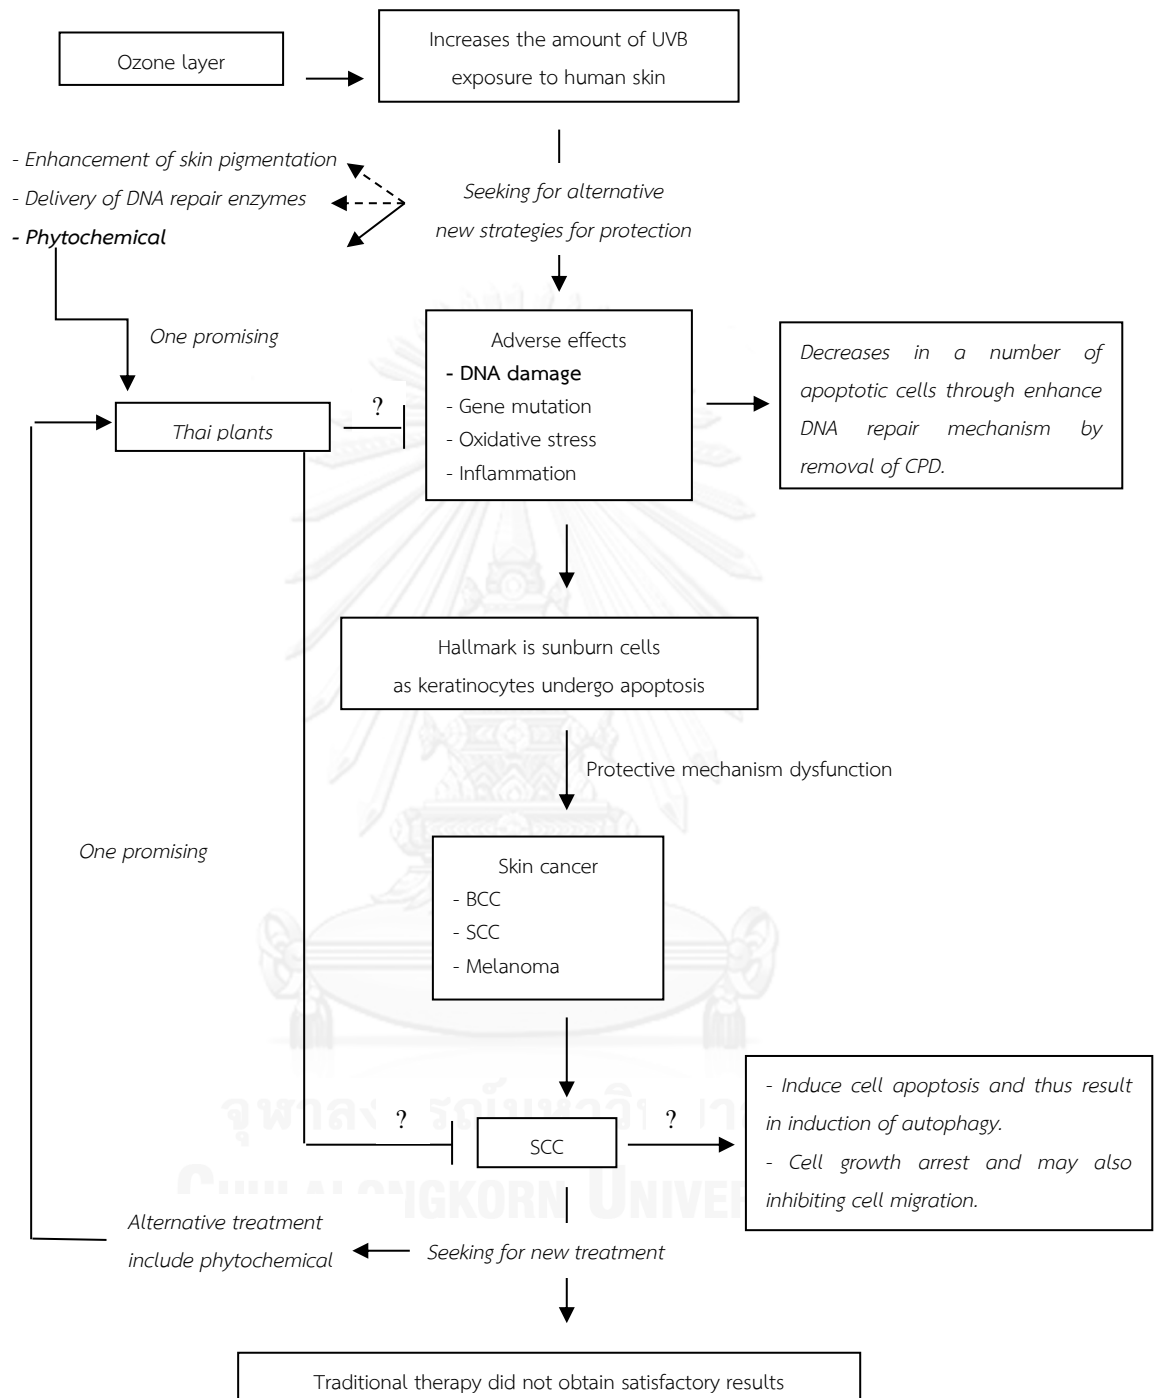 Ozone layer
Increases the amount of UVB
exposure to human skin
- Enhancement of skin pigmentation
- Delivery of DNA repair enzymes
- Phytochemical
Seeking for alternative
new strategies for protection
One promising
Thai plants
?
Adverse effects
- DNA damage
- Gene mutation
- Oxidative stress
- Inflammation
Decreases in a number of
apoptotic cells through enhance
DNA repair mechanism by
removal of CPD.
Hallmark is sunburn cells
as keratinocytes undergo apoptosis
Protective mechanism dysfunction
One promising
Skin cancer
- BCC
- SCC
- Melanoma
?
SCC
?
- Induce cell apoptosis and thus result
in induction of autophagy.
- Cell growth arrest and may also
inhibiting cell migration.
Alternative treatment
include phytochemical
Seeking for new treatment
Traditional therapy did not obtain satisfactory results